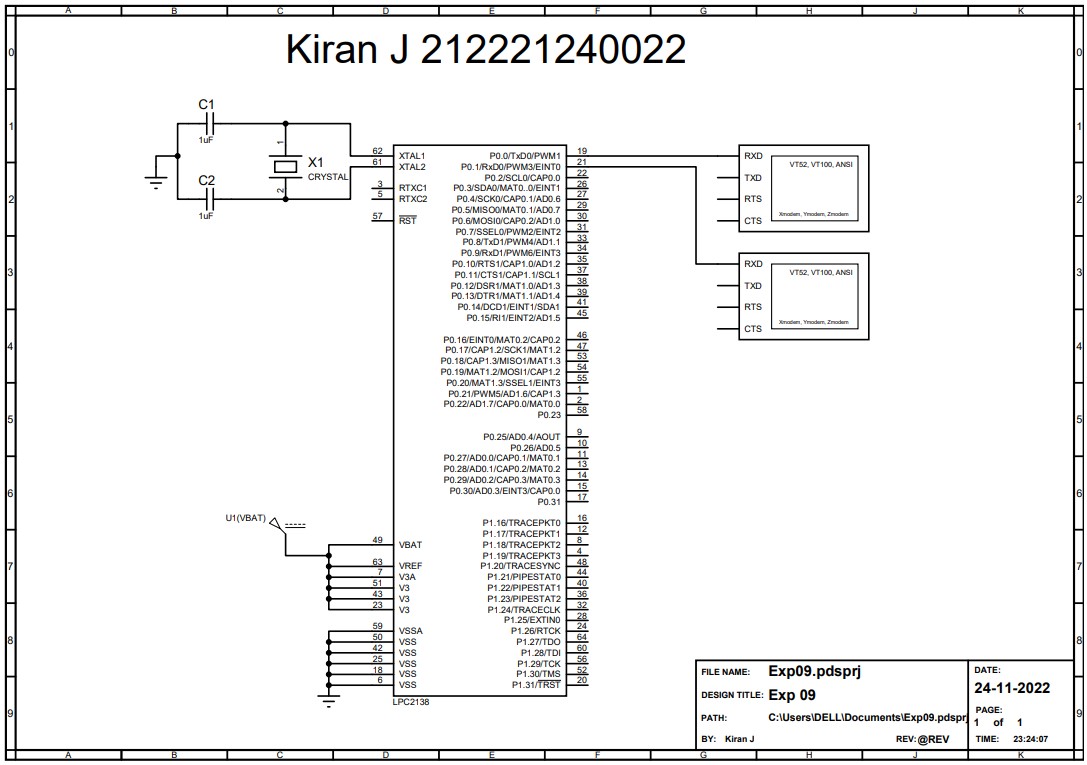 A B C D E F G H J K
Kiran J 212221240022
0 0
1 1
2 2
3 3
4 4
5 5
6 6
7 7
8 8
9 9
C1
1uF
C2
1uF
1
X1
CRYSTAL
2
62 XTAL1
61 XTAL2
3 RTXC1
5 RTXC2
57 RST
U1(VBAT)
49 VBAT
63 VREF
7 V3A
51 V3
43 V3
23 V3
59 VSSA
50 VSS
42 VSS
25 VSS
18 VSS
6 VSS
LPC2138
P0.0/TxD0/PWM1 19
P0.1/RxD0/PWM3/EINT0 21
P0.2/SCL0/CAP0.0 22
P0.3/SDA0/MAT0..0/EINT1 26
P0.4/SCK0/CAP0.1/AD0.6 27
P0.5/MISO0/MAT0.1/AD0.7 29
P0.6/MOSI0/CAP0.2/AD1.0 30
P0.7/SSEL0/PWM2/EINT2 31
P0.8/TxD1/PWM4/AD1.1 33
P0.9/RxD1/PWM6/EINT3 34
P0.10/RTS1/CAP1.0/AD1.2 35
P0.11/CTS1/CAP1.1/SCL1 37
P0.12/DSR1/MAT1.0/AD1.3 38
P0.13/DTR1/MAT1.1/AD1.4 39
P0.14/DCD1/EINT1/SDA1 41
P0.15/RI1/EINT2/AD1.5 45
P0.16/EINT0/MAT0.2/CAP0.2 46
P0.17/CAP1.2/SCK1/MAT1.2 47
P0.18/CAP1.3/MISO1/MAT1.3 53
P0.19/MAT1.2/MOSI1/CAP1.2 54
P0.20/MAT1.3/SSEL1/EINT3 55
P0.21/PWM5/AD1.6/CAP1.3 1
P0.22/AD1.7/CAP0.0/MAT0.0 2
P0.23 58
P0.25/AD0.4/AOUT 9
P0.26/AD0.5 10
P0.27/AD0.0/CAP0.1/MAT0.1 11
P0.28/AD0.1/CAP0.2/MAT0.2 13
P0.29/AD0.2/CAP0.3/MAT0.3 14
P0.30/AD0.3/EINT3/CAP0.0 15
P0.31 17
P1.16/TRACEPKT0 16
P1.17/TRACEPKT1 12
P1.18/TRACEPKT2 8
P1.19/TRACEPKT3 4
P1.20/TRACESYNC 48
P1.21/PIPESTAT0 44
P1.22/PIPESTAT1 40
P1.23/PIPESTAT2 36
P1.24/TRACECLK 32
P1.25/EXTIN0 28
P1.26/RTCK 24
P1.27/TDO 64
P1.28/TDI 60
P1.29/TCK 56
P1.30/TMS 52
P1.31/TRST 20
RXD
TXD
RTS
CTS
VT52, VT100, ANSI
Xmodem, Ymodem, Zmodem
RXD
TXD
RTS
CTS
VT52, VT100, ANSI
Xmodem, Ymodem, Zmodem
FILE NAME: Exp09.pdsprj
DESIGN TITLE: Exp 09
PATH: C:\Users\DELL\Documents\Exp09.pdsprj
BY: Kiran J REV: @REV
DATE:
24-11-2022
PAGE:
1 of 1
TIME: 23:24:07
A B C D E F G H J K